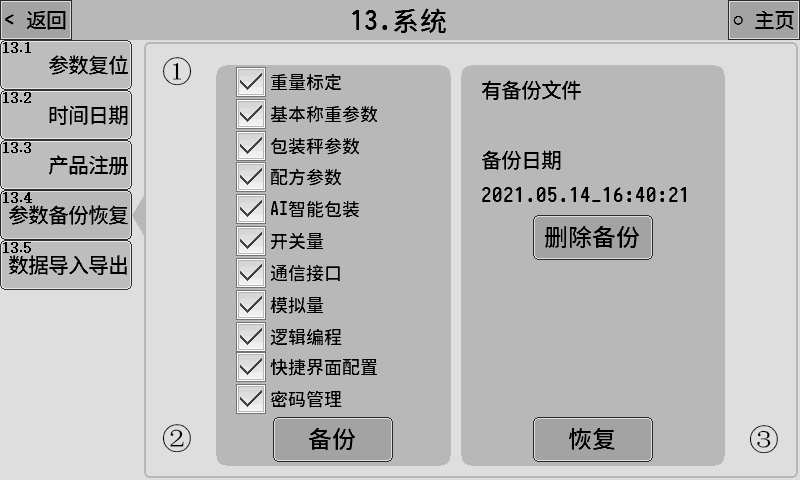 < 返回
13.系统
○ 主页
13.1
参数复位
13.2
时间日期
13.3
产品注册
13.4
参数备份恢复
13.5
数据导入导出
①
重量标定
基本称重参数
包装秤参数
配方参数
AI智能包装
开关量
通信接口
模拟量
逻辑编程
快捷界面配置
密码管理
②
备份
有备份文件
备份日期
2021.05.14_16:40:21
删除备份
恢复
③